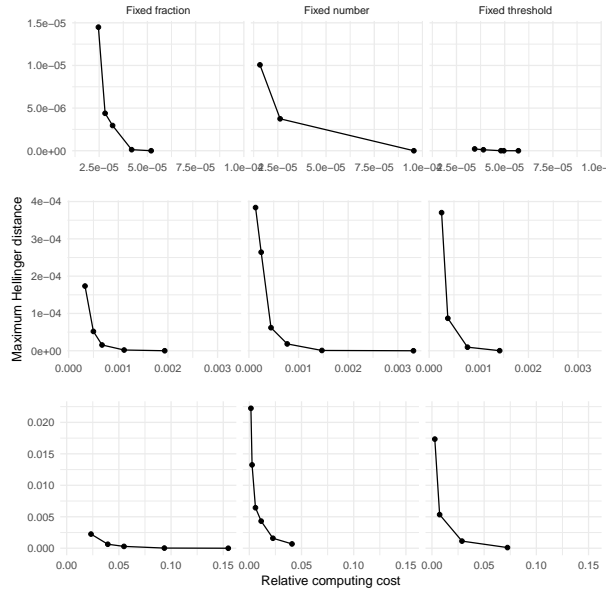 Fixed fraction Fixed number Fixed threshold
1.5e−05
1.0e−05
5.0e−06
0.0e+00
2.5e−05 5.0e−05 7.5e−05 1.0e−04 2.5e−05 5.0e−05 7.5e−05 1.0e−04 2.5e−05 5.0e−05 7.5e−05 1.0e−04
Maximum Hellinger distance
4e−04
3e−04
2e−04
1e−04
0e+00
0.000 0.001 0.002 0.003 0.000 0.001 0.002 0.003 0.000 0.001 0.002 0.003
0.020
0.015
0.010
0.005
0.000
0.00 0.05 0.10 0.15 0.00 0.05 0.10 0.15 0.00 0.05 0.10 0.15
Relative computing cost